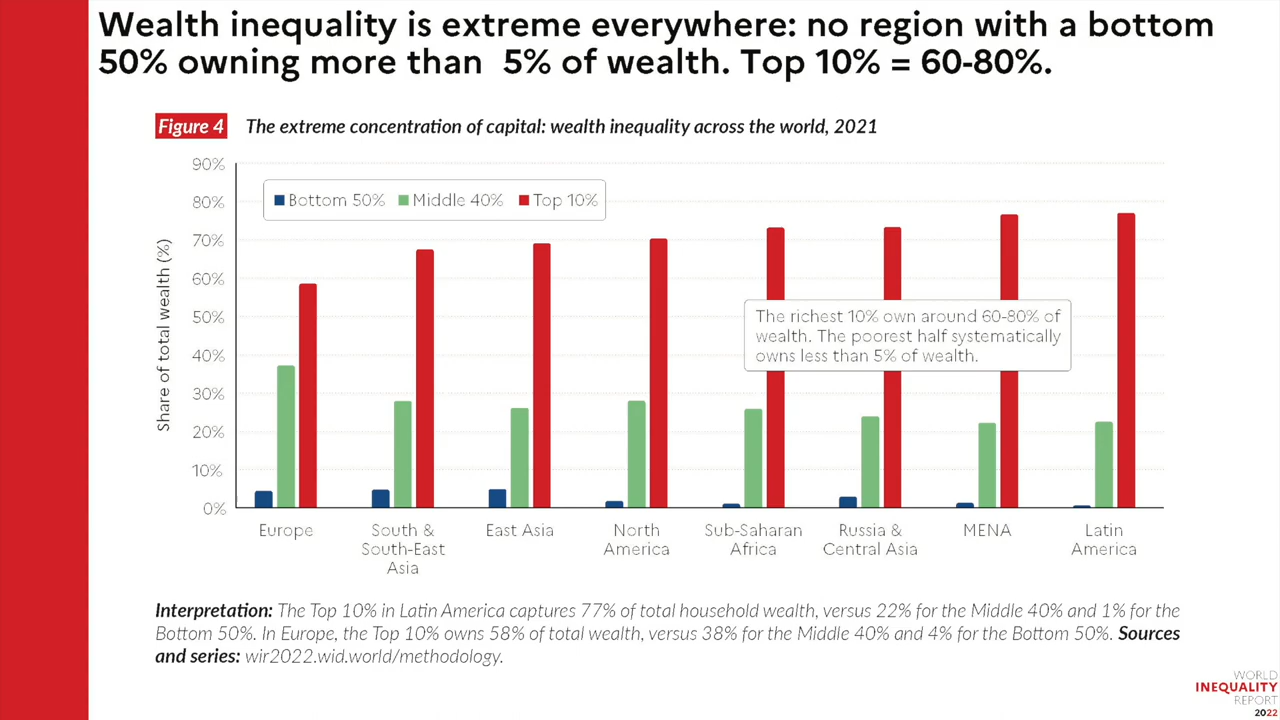 Wealth inequality is extreme everywhere: no region with a bottom
50% owning more than 5% of wealth. Top 10% = 60-80%.
Figure 4 The extreme concentration of capital: wealth inequality across the world, 2021
Share of total wealth (%)
90%
80%
70%
60%
50%
40%
30%
20%
10%
0%
Bottom 50% Middle 40% Top 10%
The richest 10% own around 60-80% of
wealth. The poorest half systematically
owns less than 5% of wealth.
Europe
South &
South-East
Asia
East Asia
North
America
Sub-Saharan
Africa
Russia &
Central Asia
MENA
Latin
America
Interpretation: The Top 10% in Latin America captures 77% of total household wealth, versus 22% for the Middle 40% and 1% for the
Bottom 50%. In Europe, the Top 10% owns 58% of total wealth, versus 38% for the Middle 40% and 4% for the Bottom 50%. Sources
and series: wir2022.wid.world/methodology.
WORLD
INEQUALITY
REPORT
2022